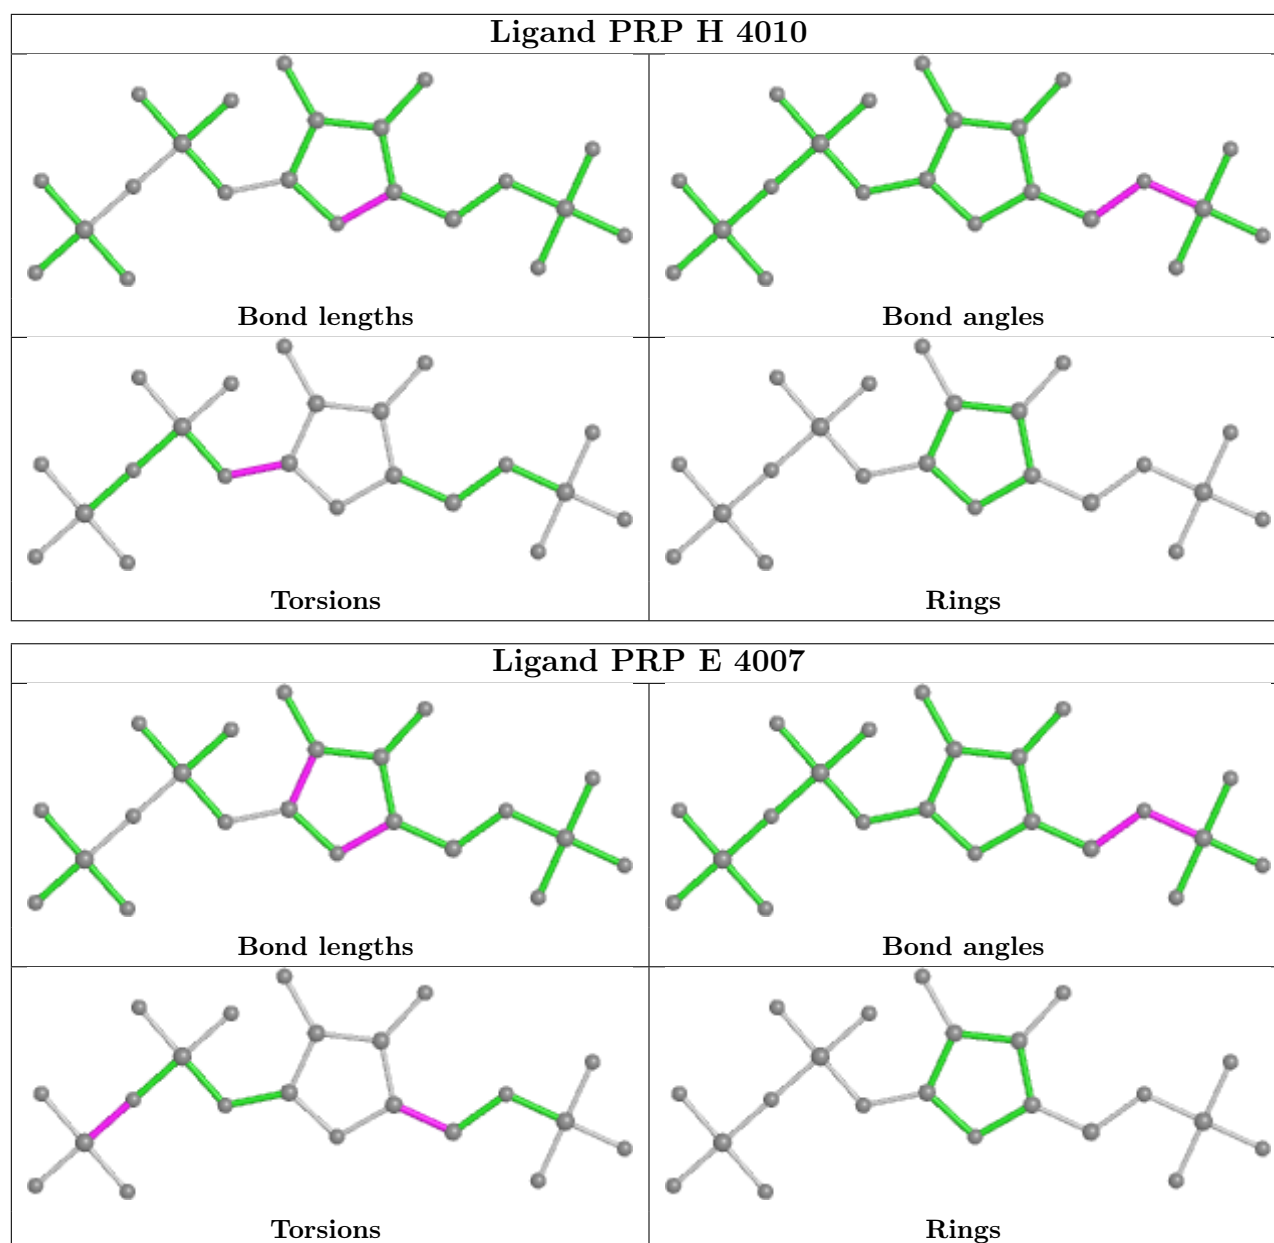 Ligand PRP H 4010
Bond lengths
Bond angles
Torsions
Rings
Ligand PRP E 4007
Bond lengths
Bond angles
Torsions
Rings